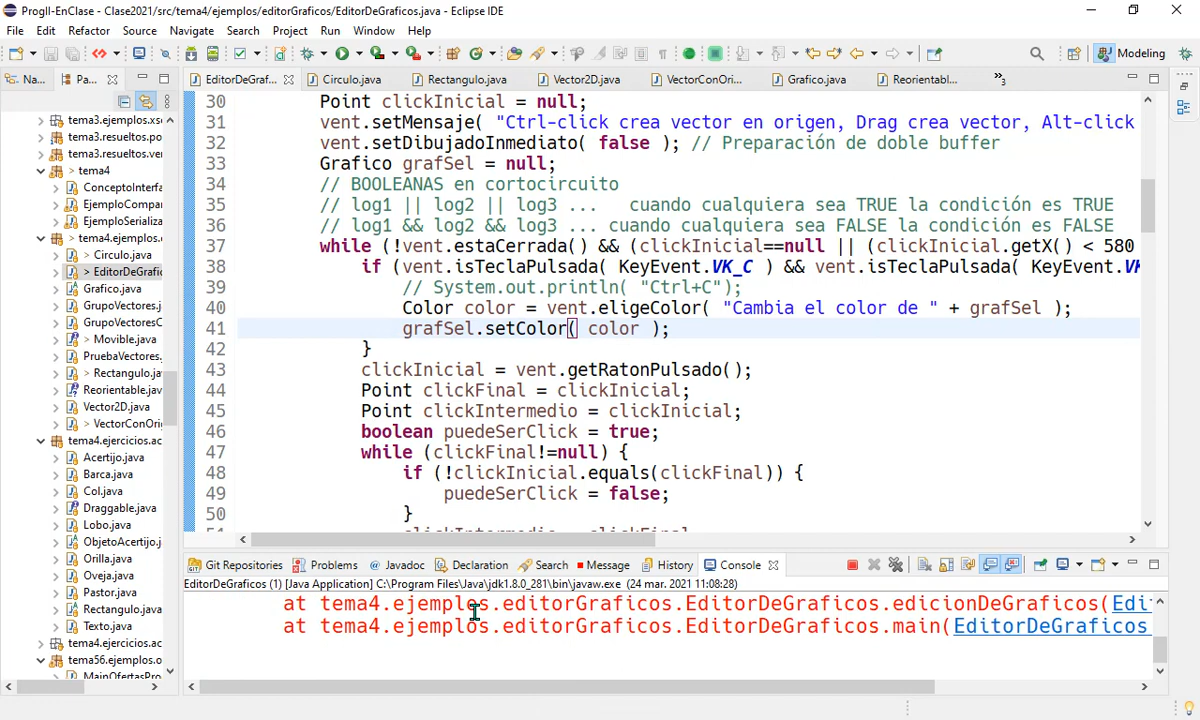 ProgII-EnClase - Clase2021/src/tema4/ejemplos/editorGraficos/EditorDeGraficos.java - Eclipse IDE
File Edit Refactor Source Navigate Search Project Run Window Help
Modeling
Na... Pa...
EditorDeGraf... Circulo.java Rectangulo.java Vector2D.java VectorConOri... Grafico.java Reorientabl... »3
tema3.ejemplos.xs
tema3.resueltos.po
tema3.resueltos.ver
> tema4
ConceptoInterfa
EjemploCompar
EjemploSerializa
> tema4.ejemplos.
> Circulo.java
> EditorDeGrafic
Grafico.java
GrupoVectores.j
GrupoVectoresC
> Movible.java
PruebaVectores.
> Rectangulo.ja
Reorientable.jav
Vector2D.java
> VectorConOri
tema4.ejercicios.ac
Acertijo.java
Barca.java
Col.java
Draggable.java
Lobo.java
ObjetoAcertijo.j
Orilla.java
Oveja.java
Pastor.java
Rectangulo.java
Texto.java
tema4.ejercicios.ac
tema56.ejemplos.o
MainOfertasPro
30 Point clickInicial = null;
31 vent.setMensaje( "Ctrl-click crea vector en origen, Drag crea vector, Alt-click
32 vent.setDibujadoInmediato( false ); // Preparación de doble buffer
33 Grafico grafSel = null;
34 // BOOLEANAS en cortocircuito
35 // log1 || log2 || log3 ... cuando cualquiera sea TRUE la condición es TRUE
36 // log1 && log2 && log3 ... cuando cualquiera sea FALSE la condición es FALSE
37 while (!vent.estaCerrada() && (clickInicial==null || (clickInicial.getX() < 580
38 if (vent.isTeclaPulsada( KeyEvent.VK_C ) && vent.isTeclaPulsada( KeyEvent.VK
39 // System.out.println( "Ctrl+C");
40 Color color = vent.eligeColor( "Cambia el color de " + grafSel );
41 grafSel.setColor( color );
42 }
43 clickInicial = vent.getRatonPulsado();
44 Point clickFinal = clickInicial;
45 Point clickIntermedio = clickInicial;
46 boolean puedeSerClick = true;
47 while (clickFinal!=null) {
48 if (!clickInicial.equals(clickFinal)) {
49 puedeSerClick = false;
50 }
Git Repositories Problems Javadoc Declaration Search Message History Console
EditorDeGraficos (1) [Java Application] C:\Program Files\Java\jdk1.8.0_281\bin\javaw.exe (24 mar. 2021 11:08:28)
at tema4.ejemplos.editorGraficos.EditorDeGraficos.edicionDeGraficos(Edi
at tema4.ejemplos.editorGraficos.EditorDeGraficos.main(EditorDeGraficos